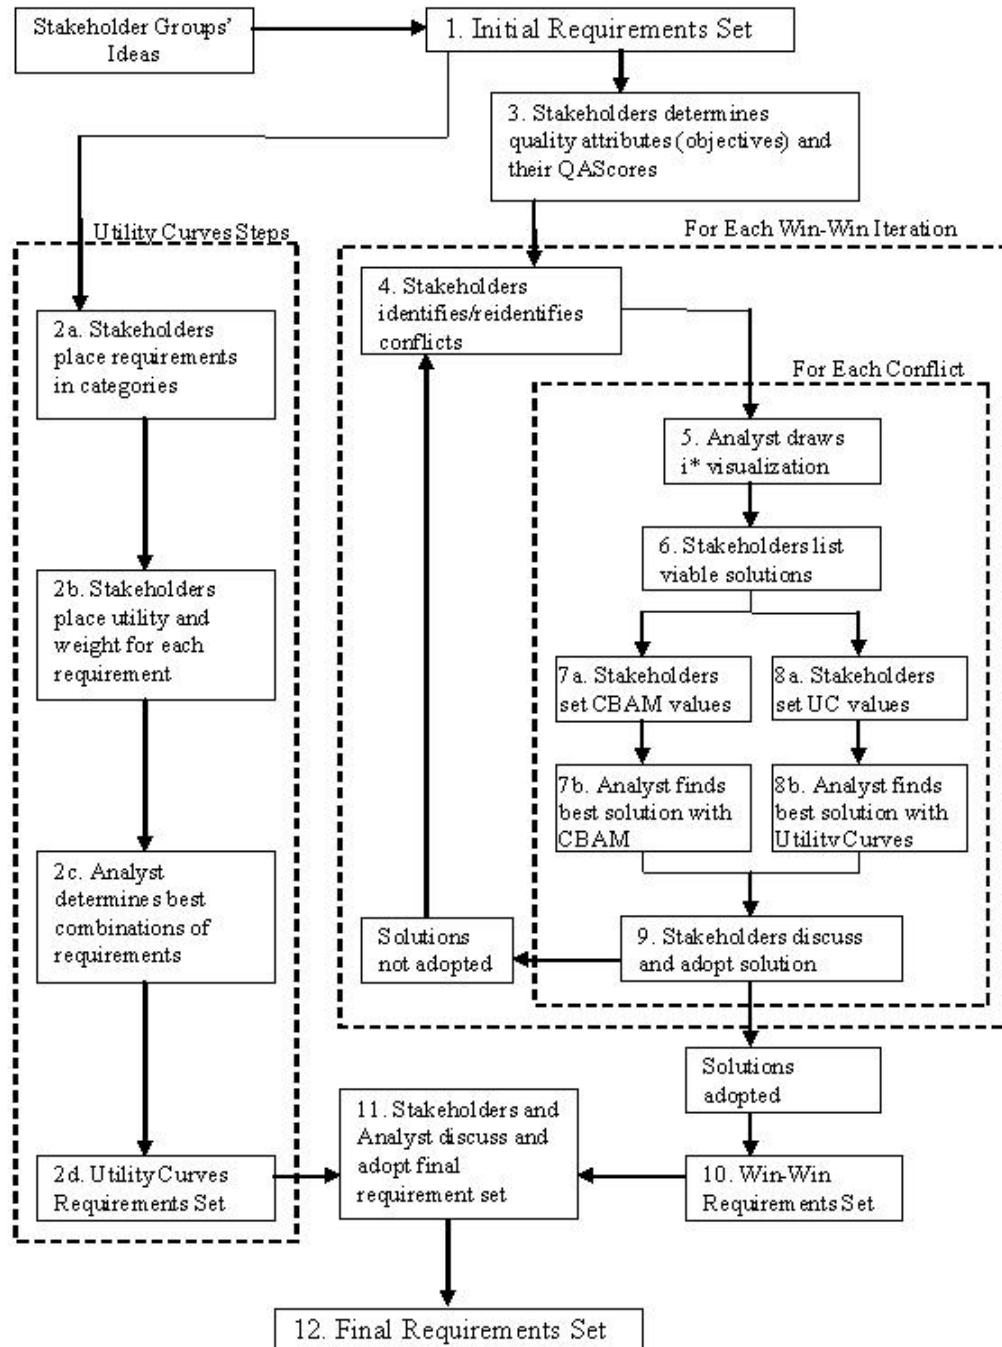 Stakeholder Groups'
Ideas
1. Initial Requirements Set
3. Stakeholders determines
quality attributes (objectives) and
their QAScores
Utility Curves Steps
For Each Win-Win Iteration
2a. Stakeholders
place requirements
in categories
4. Stakeholders
identifies/reidentifies
conflicts
For Each Conflict
5. Analyst draws
i* visualization
6. Stakeholders list
viable solutions
2b. Stakeholders
place utility and
weight for each
requirement
7a. Stakeholders
set CBAM values
8a. Stakeholders
set UC values
7b. Analyst finds
best solution with
CBAM
8b. Analyst finds
best solution with
Utility Curves
2c. Analyst
determines best
combinations of
requirements
Solutions
not adopted
9. Stakeholders discuss
and adopt solution
Solutions
adopted
11. Stakeholders and
Analyst discuss and
adopt final
requirement set
2d. Utility Curves
Requirements Set
10. Win-Win
Requirements Set
12. Final Requirements Set